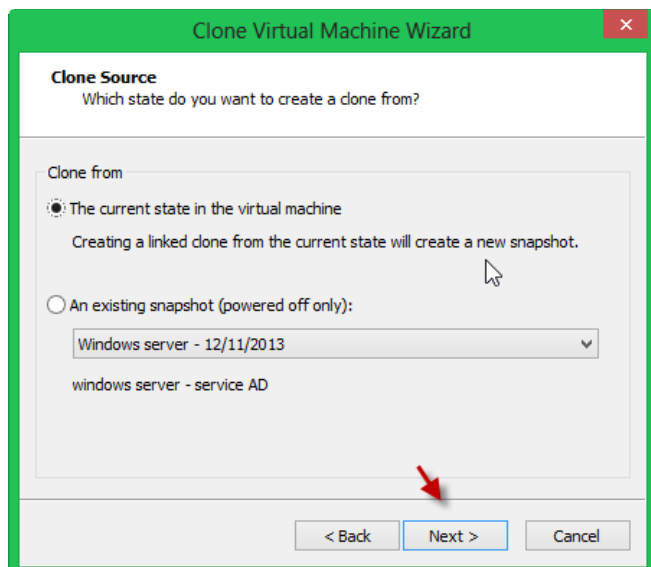 Clone Virtual Machine Wizard
Clone Source
Which state do you want to create a clone from?
Clone from
The current state in the virtual machine
Creating a linked clone from the current state will create a new snapshot.
An existing snapshot (powered off only):
Windows server - 12/11/2013
windows server - service AD
< Back
Next >
Cancel